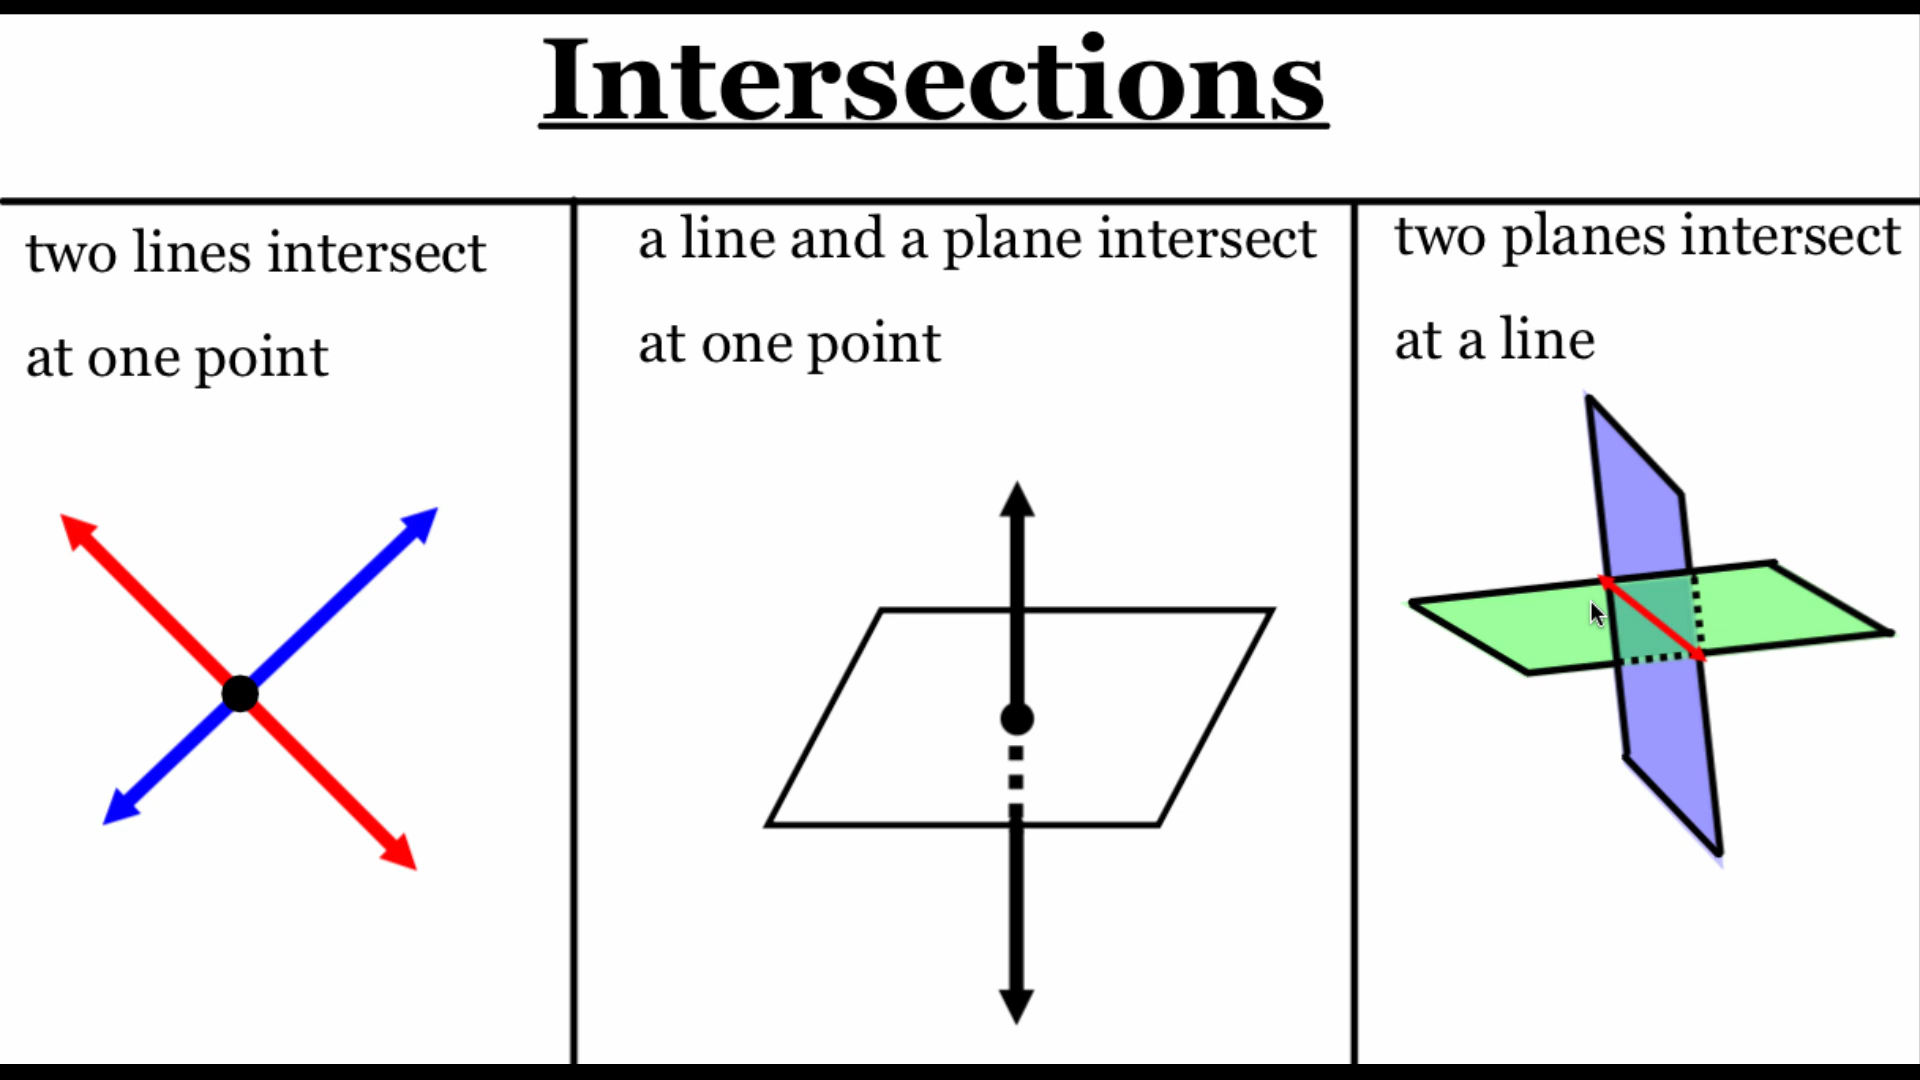 Intersections
two lines intersect
at one point
a line and a plane intersect
at one point
two planes intersect
at a line